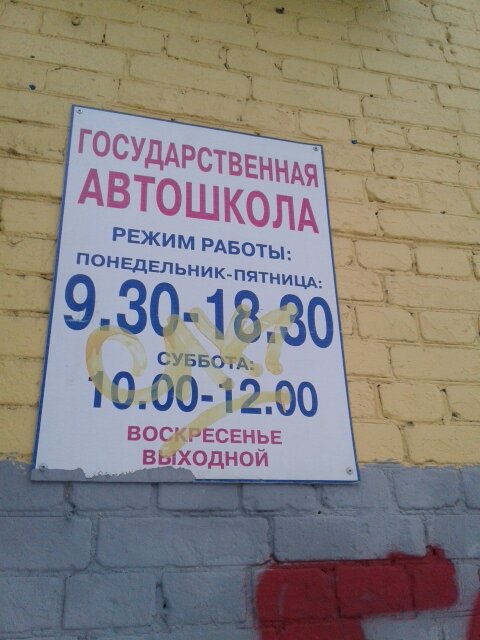 ГОСУДАРСТВЕННАЯ
АВТОШКОЛА
РЕЖИМ РАБОТЫ:
ПОНЕДЕЛЬНИК-ПЯТНИЦА:
9.30-18.30
СУББОТА:
10.00-12.00
ВОСКРЕСЕНЬЕ
ВЫХОДНОЙ